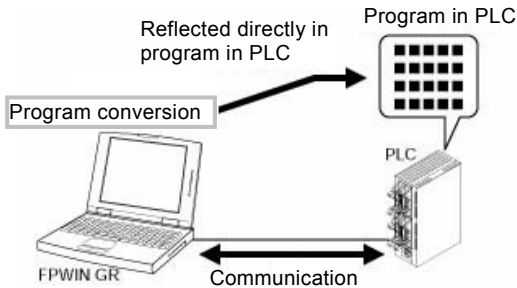 Program in PLC
Reflected directly in
program in PLC
Program conversion
PLC
FPWIN GR
Communication